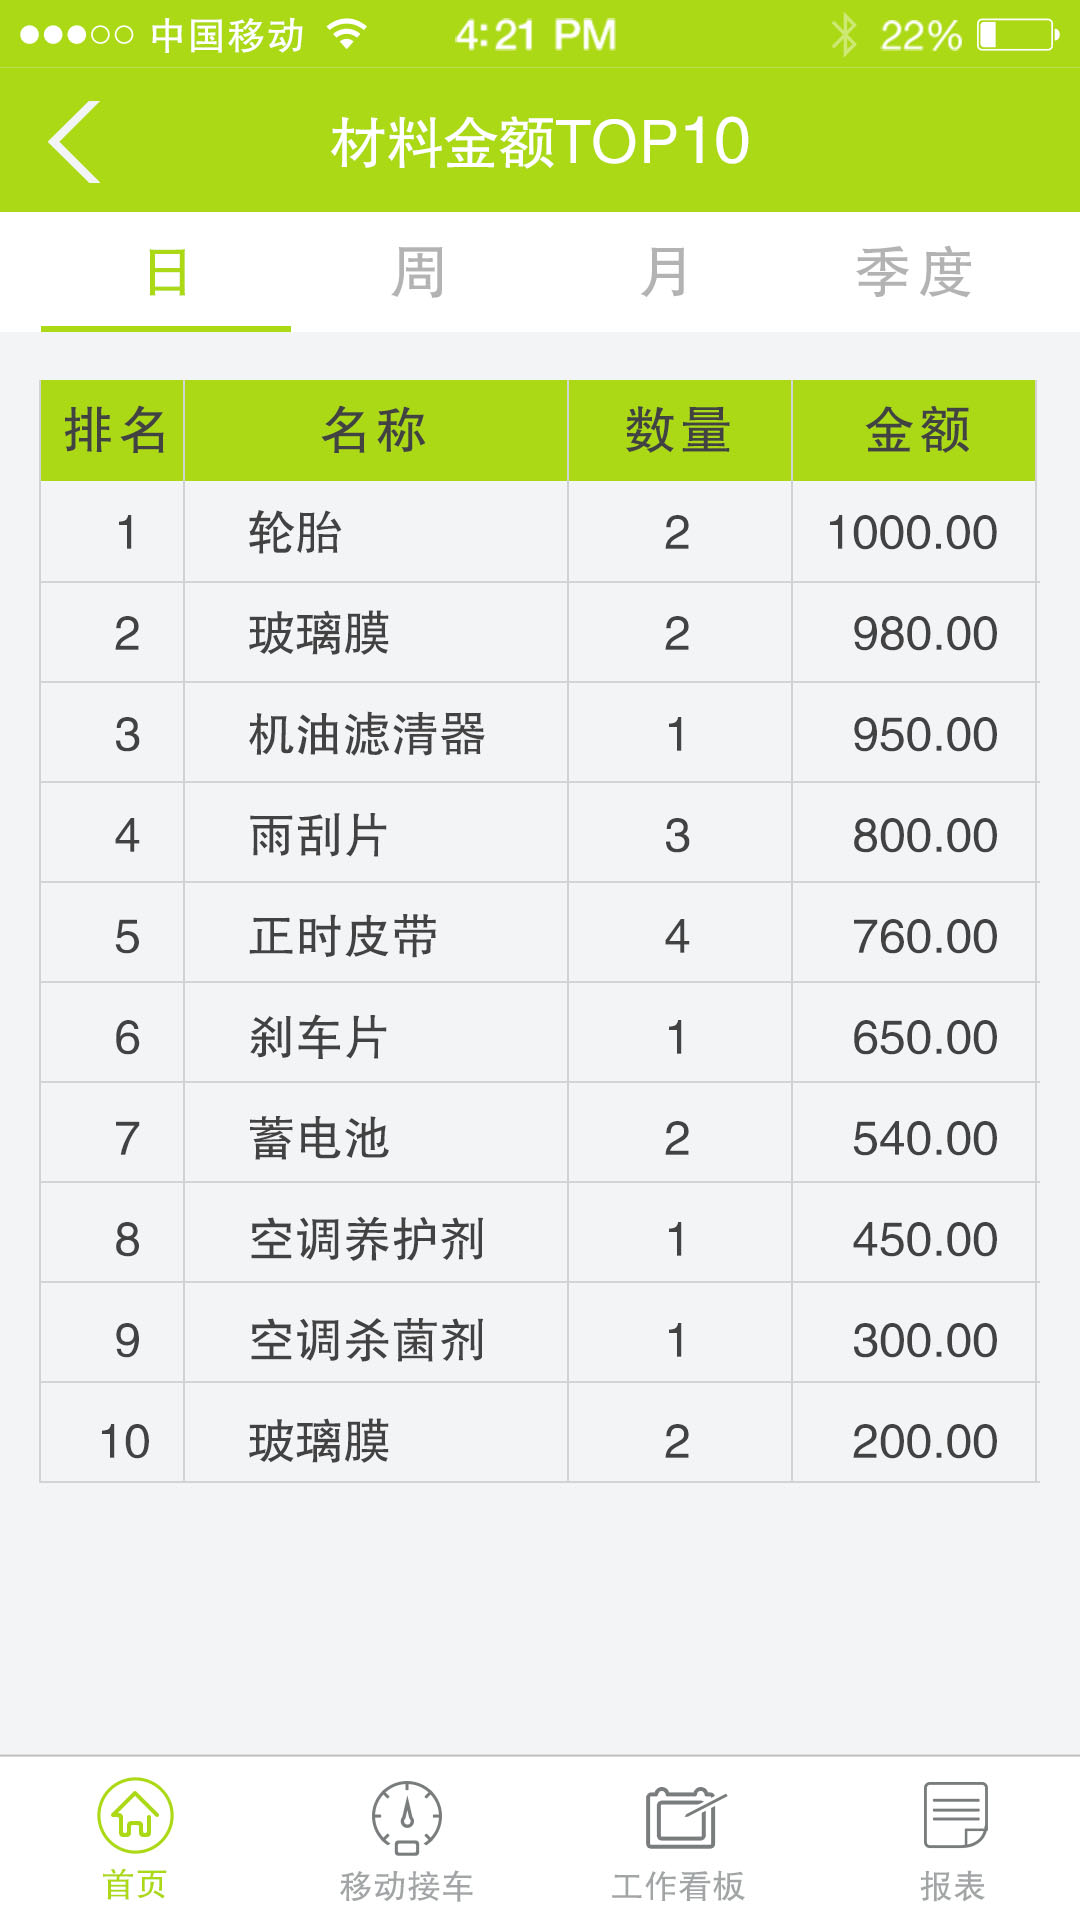 中国移动 4:21 PM 22%
材料金额TOP10
日 周 月 季度
排名 名称 数量 金额
1 轮胎 2 1000.00
2 玻璃膜 2 980.00
3 机油滤清器 1 950.00
4 雨刮片 3 800.00
5 正时皮带 4 760.00
6 刹车片 1 650.00
7 蓄电池 2 540.00
8 空调养护剂 1 450.00
9 空调杀菌剂 1 300.00
10 玻璃膜 2 200.00
首页 移动接车 工作看板 报表